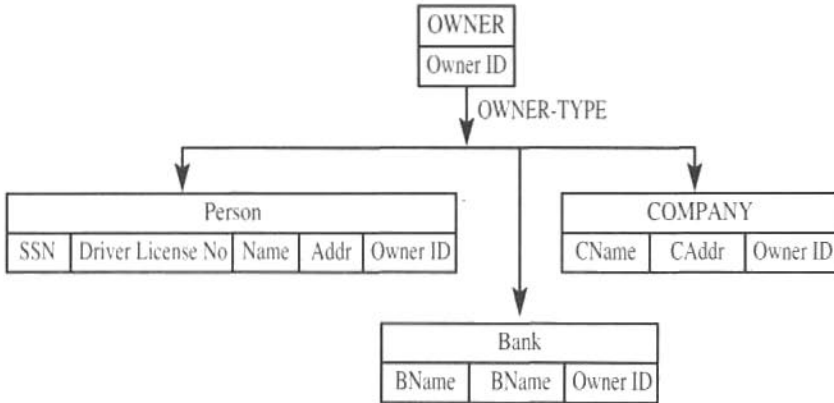 OWNER
Owner ID
OWNER-TYPE
Person
SSN Driver License No Name Addr Owner ID
COMPANY
CName CAddr Owner ID
Bank
BName BName Owner ID